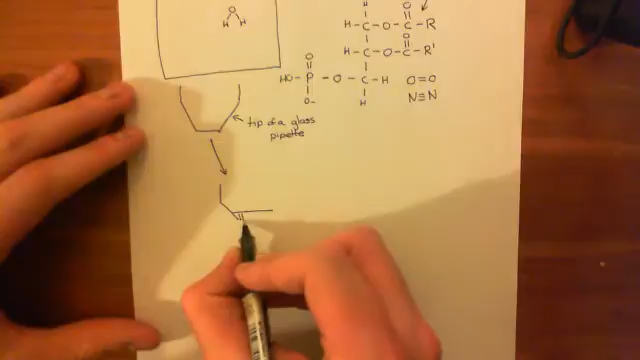 H
O
H H
O
H-C-O-C-R
O
H-C-O-C-R'
O
HO-P-O-C-H O=O
O- H N≡N
tip of a glass
pipette